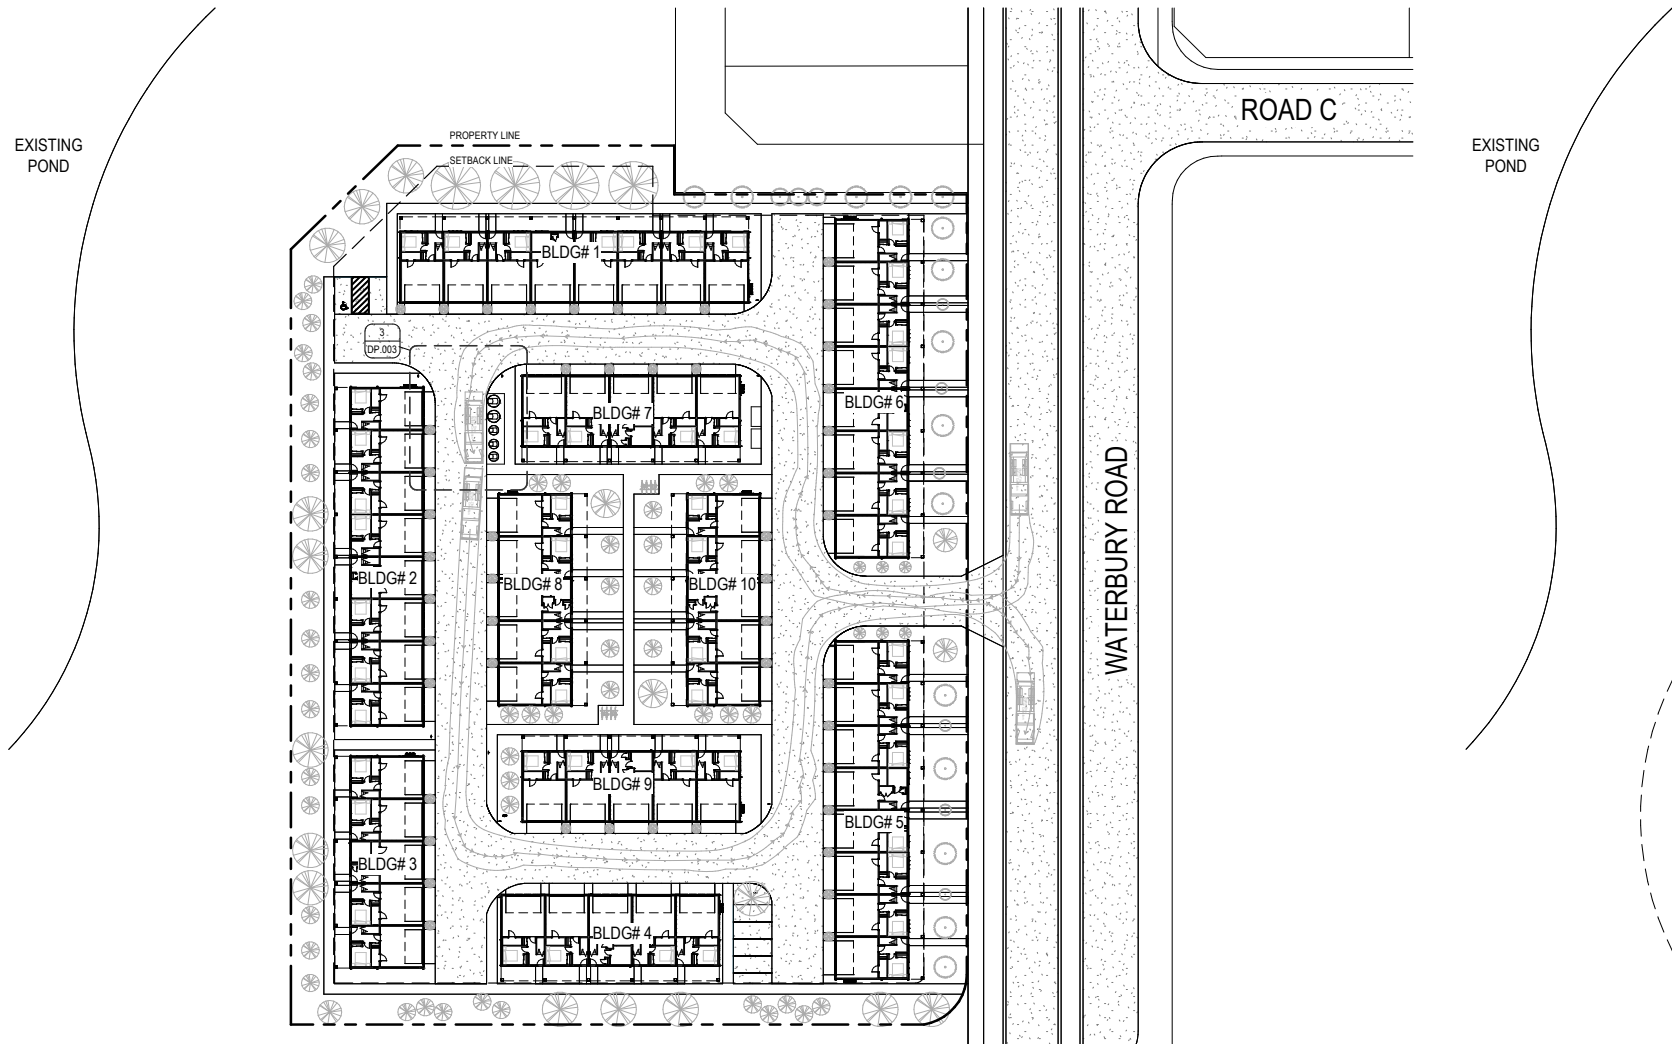 ROAD C
PROPERTY LINE
EXISTING
POND
EXISTING
POND
SETBACK LINE
BLDG# 1
3
DP.003
BLDG# 6
BLDG# 7
WATERBURY ROAD
BLDG# 2
BLDG# 8
BLDG# 10
BLDG# 9
BLDG# 5
BLDG# 3
BLDG# 4